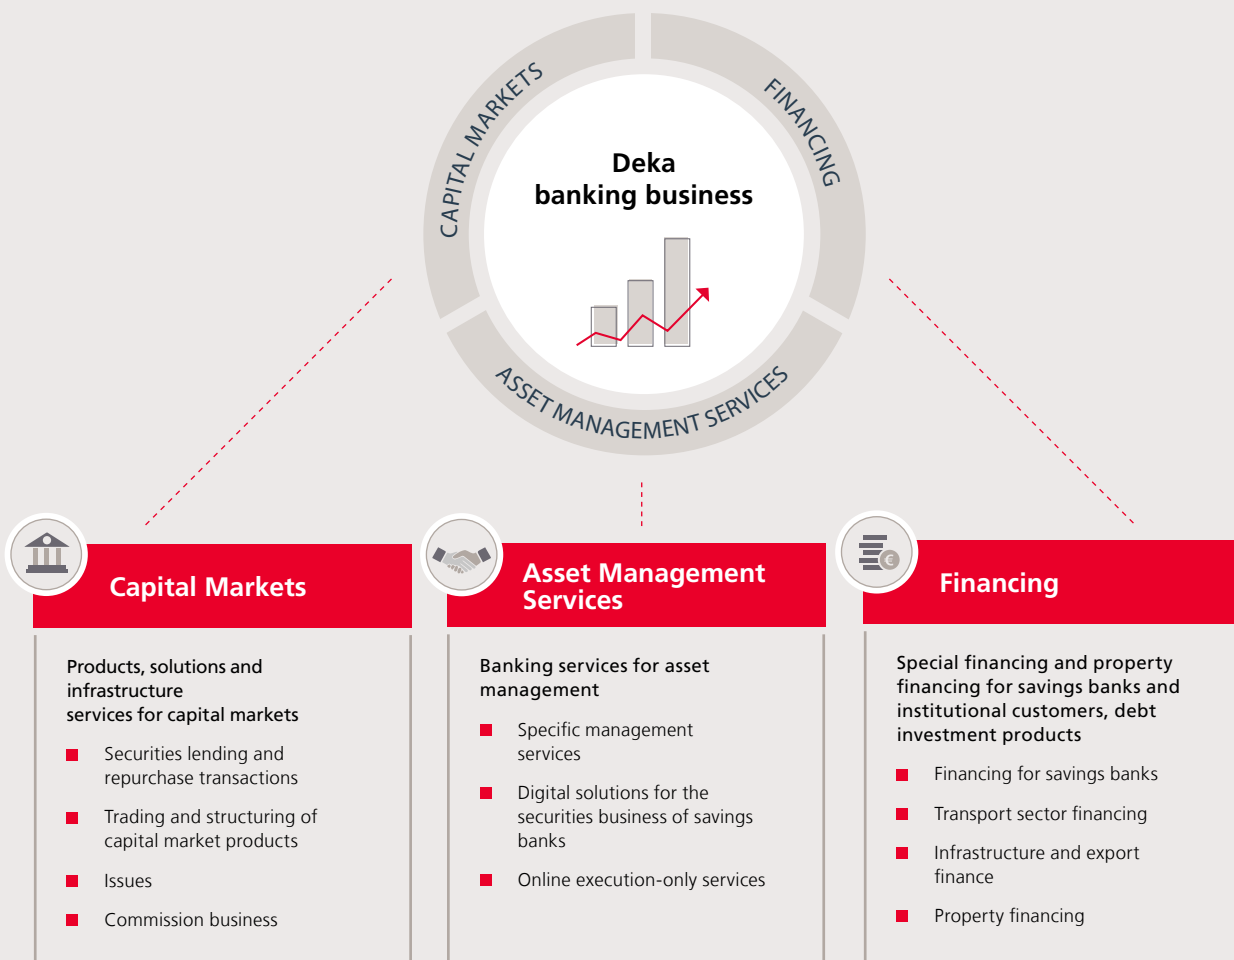 CAPITAL MARKETS
FINANCING
Deka
banking business
ASSET MANAGEMENT SERVICES
Capital Markets
Products, solutions and
infrastructure
services for capital markets
Securities lending and
repurchase transactions
Trading and structuring of
capital market products
Issues
Commission business
Asset Management
Services
Banking services for asset
management
Specific management
services
Digital solutions for the
securities business of savings
banks
Online execution-only services
€
Financing
Special financing and property
financing for savings banks and
institutional customers, debt
investment products
Financing for savings banks
Transport sector financing
Infrastructure and export
finance
Property financing